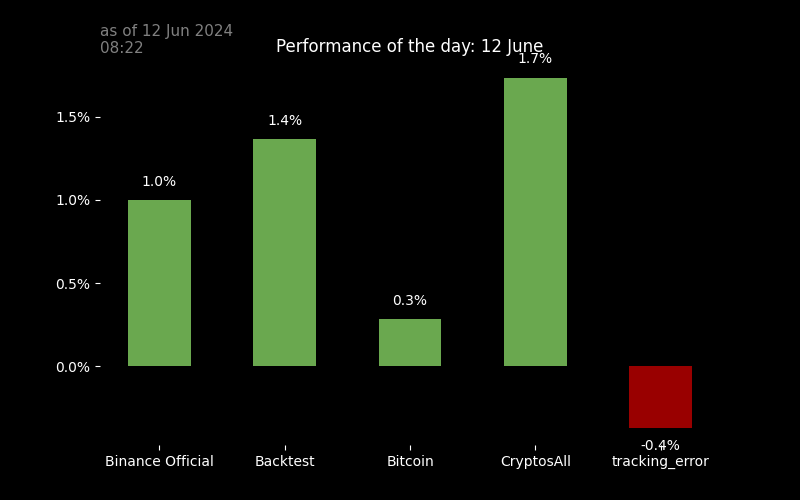 as of 12 Jun 2024
08:22
Performance of the day: 12 June
1.7%
1.5%
1.4%
1.0%
1.0%
0.5%
0.3%
0.0%
-0.4%
Binance Official
Backtest
Bitcoin
CryptosAll
tracking_error